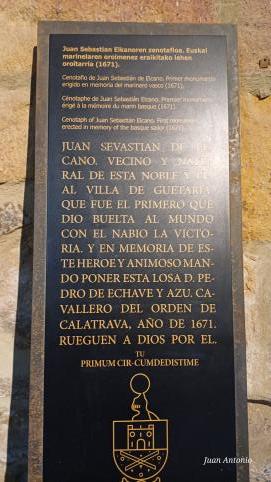 Juan Sebastian Elkanoren zenotafioa. Euskal
marinelaren oroimenez eraikitako lehen
oroitarria (1671).
Cenotafio de Juan Sebastián de Elcano. Primer monumento
erigido en memoria del marinero vasco (1671).
Cénotaphe de Juan Sebastián Elcano. Premier monument
érigé à la mémoire du marin basque (1671).
Cenotaph of Juan Sebastián Elcano. First monument
erected in memory of the basque sailor (1671).
JUAN SEVASTIAN DE EL
CANO. VECINO Y NATU
RAL DE ESTA NOBLE Y LE
AL VILLA DE GUETARIA
QUE FUE EL PRIMERO QUE
DIO BUELTA AL MUNDO
CON EL NABIO LA VICTO-
RIA. Y EN MEMORIA DE ES-
TE HEROE Y ANIMOSO MAN-
DO PONER ESTA LOSA D. PE-
DRO DE ECHAVE Y AZU. CA-
VALLERO DEL ORDEN DE
CALATRAVA, AÑO DE 1671.
RUEGUEN A DIOS POR EL.
TU
PRIMUM CIR-CUMDEDISTIME
Juan Antonio